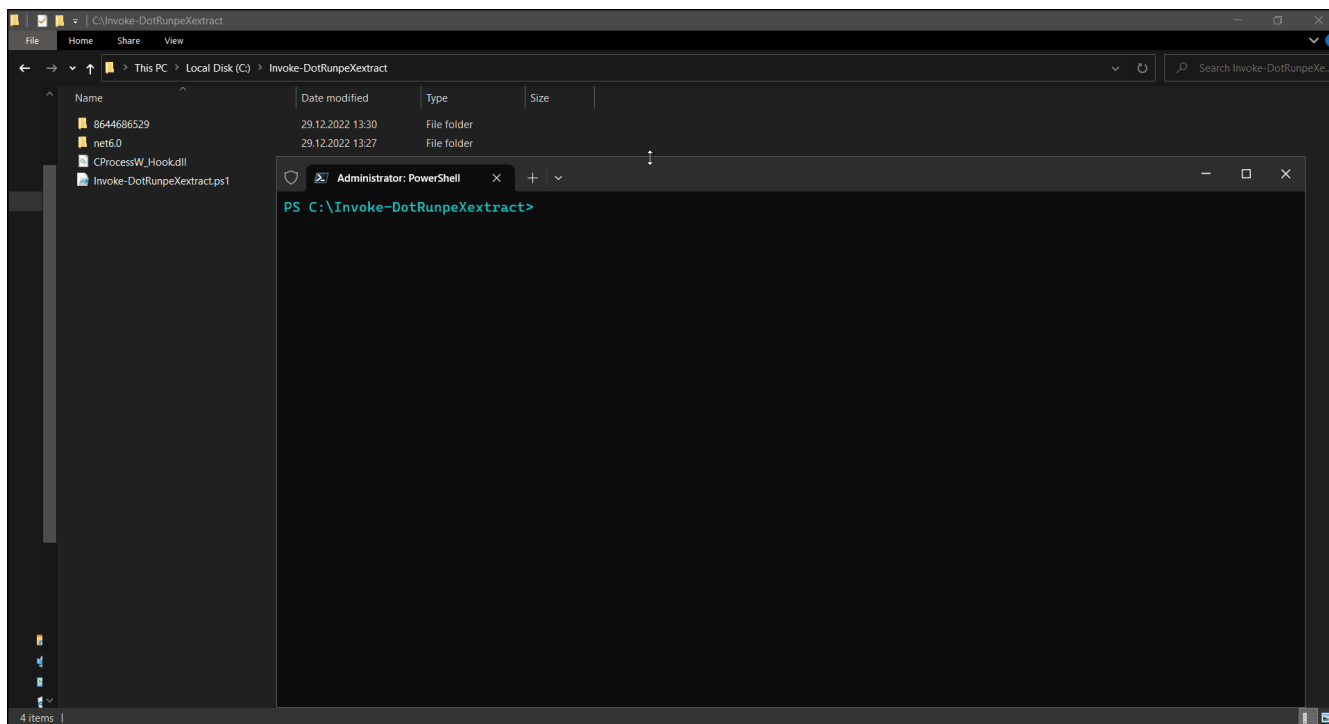 C:\Invoke-DotRunpeXextract
File Home Share View
This PC > Local Disk (C:) > Invoke-DotRunpeXextract
Search Invoke-DotRunpeXe...
Name Date modified Type Size
8644686529 29.12.2022 13:30 File folder
net6.0 29.12.2022 13:27 File folder
CProcessW_Hook.dll
Invoke-DotRunpeXextract.ps1
Administrator: PowerShell
PS C:\Invoke-DotRunpeXextract>
4 items